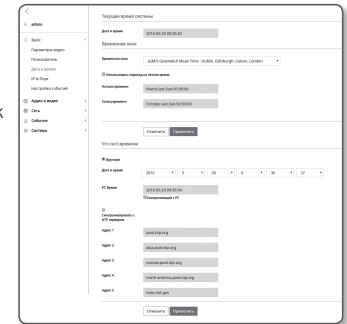 K
admin
Basic
Параметры видео
Пользователь
Дата и время
IP & Порт
Настройка событий
Аудио и видео
Сеть
Событие
Система
Текущее время системы
Дата и время 2016-05-20 00:35:43
Временная зона
Временная зона (GMT) Greenwich Mean Time : Dublin, Edinburgh, Lisbon, London
Использовать переход на летнее время
Начало времени March.last.Sun/01:00:00
Конец времени October.last.Sun/02:00:00
Отменить Применить
Уст.сист времени
Вручную
Дата и время 2016 5 20 0 35 37
PC Время 2016-05-20 09:35:54
Синхронизация с PC
Синхронизировать с NTP сервером
Адрес 1 pool.ntp.org
Адрес 2 asia.pool.ntp.org
Адрес 3 europe.pool.ntp.org
Адрес 4 north-america.pool.ntp.org
Адрес 5 time.nist.gov
Отменить Применить